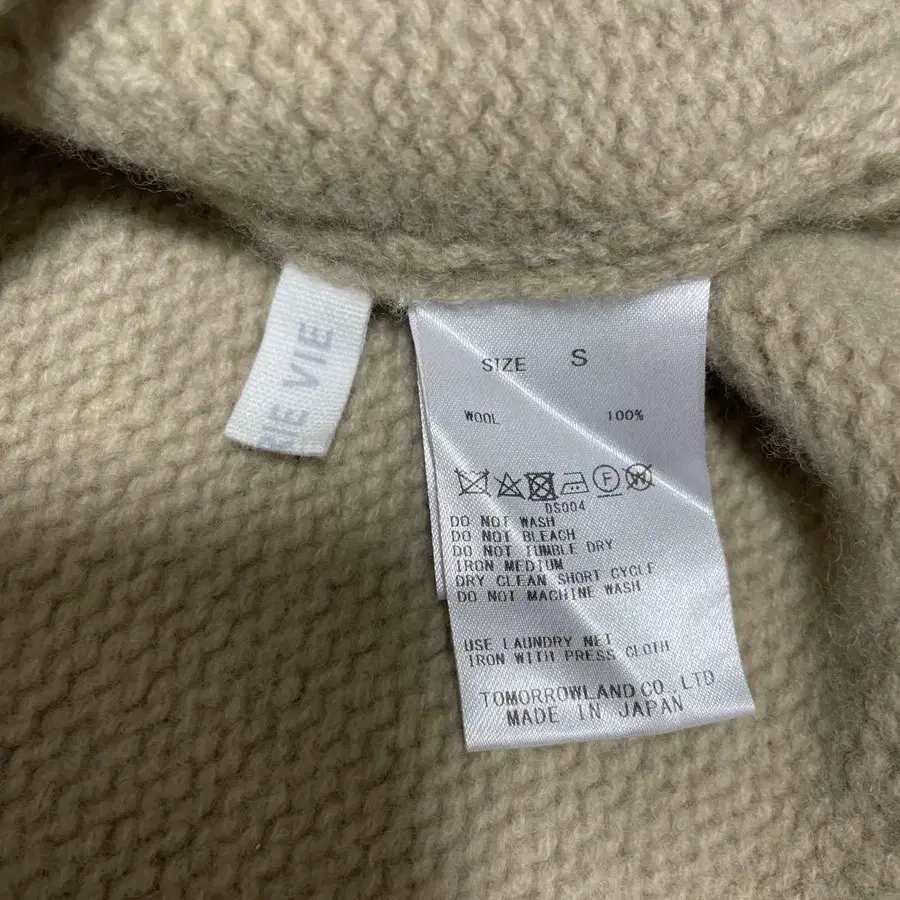 BIE VIE
SIZE S
WOOL 100%
F
DS004
DO NOT WASH
DO NOT BLEACH
DO NOT TUMBLE DRY
IRON MEDIUM
DRY CLEAN SHORT CYCLE
DO NOT MACHINE WASH
USE LAUNDRY NET
IRON WITH PRESS CLOTH
TOMORROWLAND CO., LTD
MADE IN JAPAN